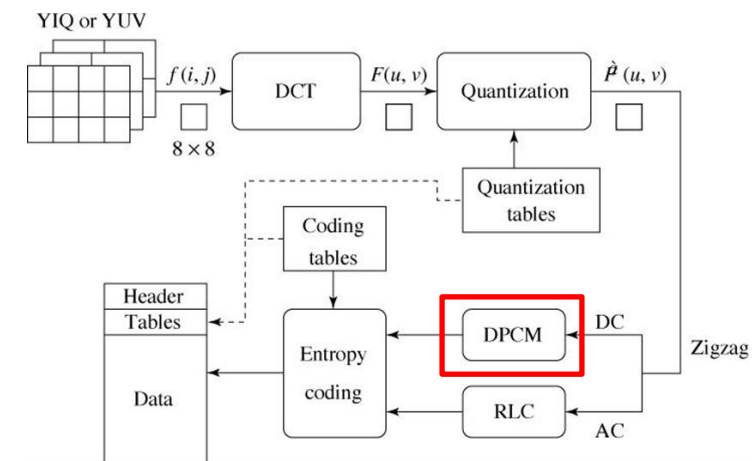 YIQ or YUV
f(i, j)
8 × 8
DCT
F(u, v)
Quantization
(u, v)
Quantization
tables
Coding
tables
Header
Tables
Data
Entropy
coding
DPCM
DC
RLC
AC
Zigzag